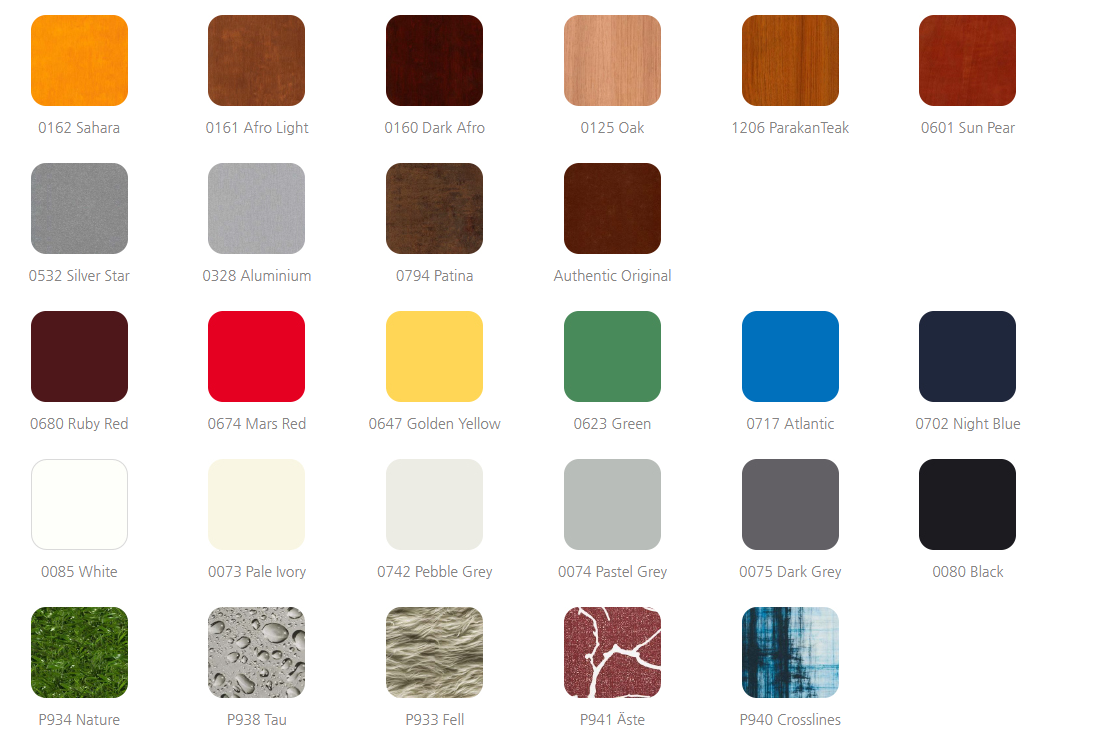 0162 Sahara
0161 Afro Light
0160 Dark Afro
0125 Oak
1206 ParakanTeak
0601 Sun Pear
0532 Silver Star
0328 Aluminium
0794 Patina
Authentic Original
0680 Ruby Red
0674 Mars Red
0647 Golden Yellow
0623 Green
0717 Atlantic
0702 Night Blue
0085 White
0073 Pale Ivory
0742 Pebble Grey
0074 Pastel Grey
0075 Dark Grey
0080 Black
P934 Nature
P938 Tau
P933 Fell
P941 Äste
P940 Crosslines